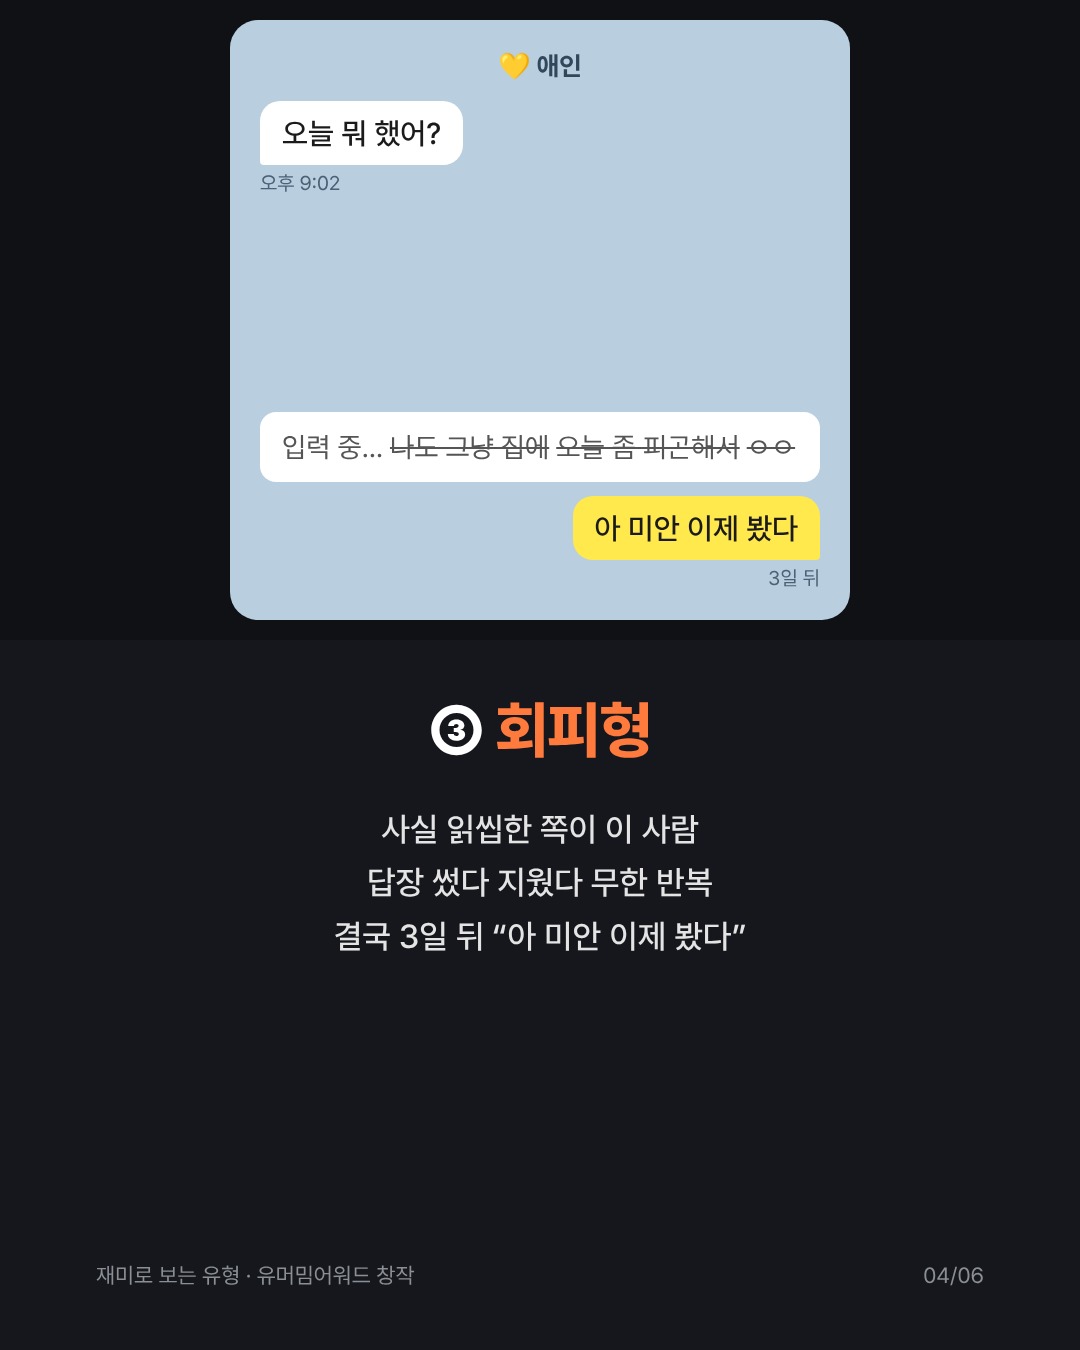 💛 애인
오늘 뭐 했어?
오후 9:02
입력 중... 나도 그냥 집에 오늘 좀 피곤해서 ㅇㅇ
아 미안 이제 봤다
3일 뒤
❸ 회피형
사실 읽씹한 쪽이 이 사람
답장 썼다 지웠다 무한 반복
결국 3일 뒤 “아 미안 이제 봤다”
재미로 보는 유형 · 유머밈어워드 창작
04/06